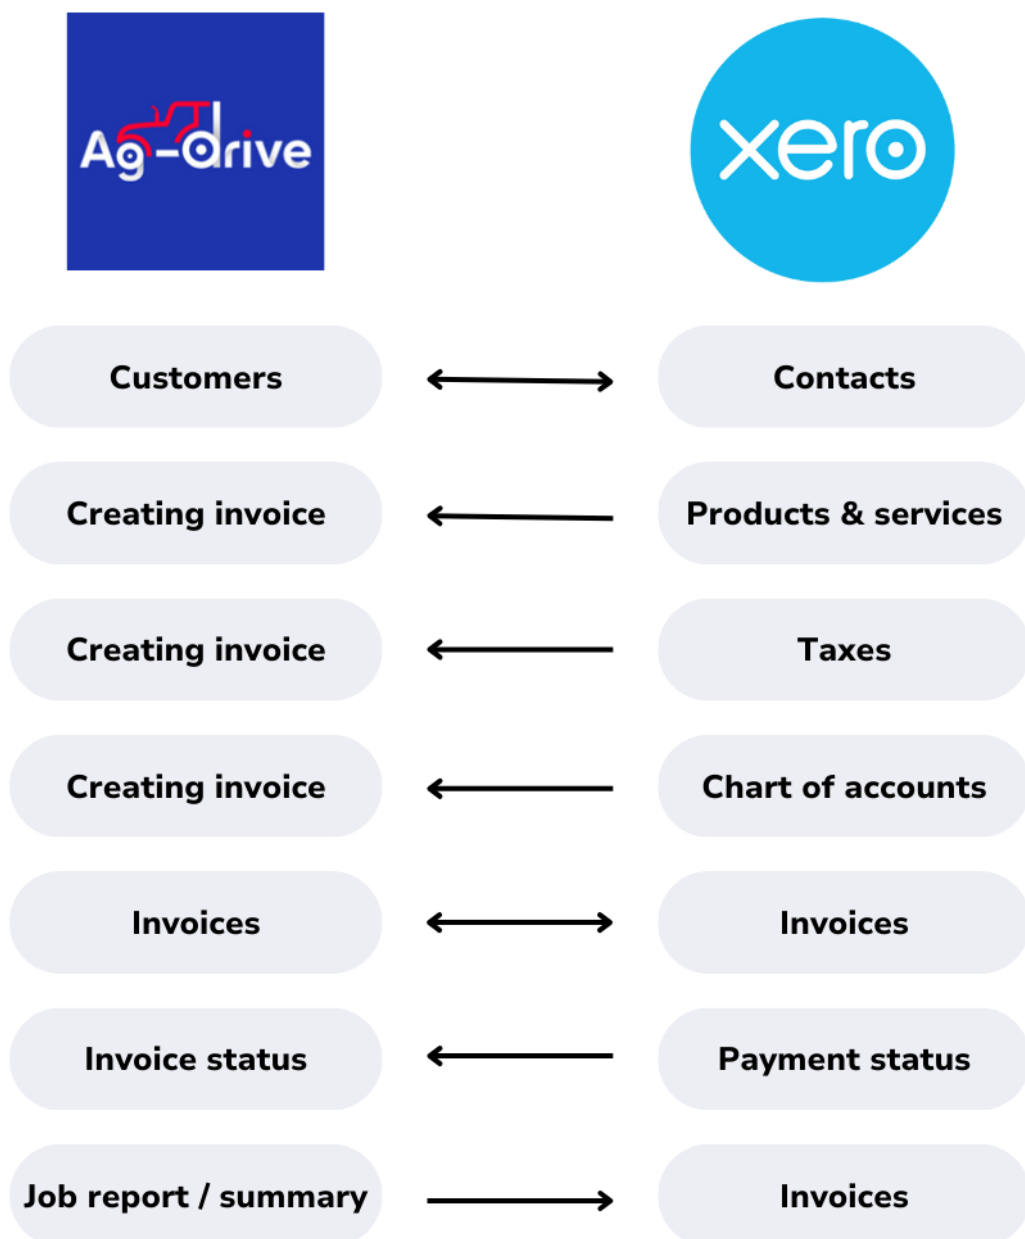 Ag-drive
xero
Customers
Contacts
Creating invoice
Products & services
Creating invoice
Taxes
Creating invoice
Chart of accounts
Invoices
Invoices
Invoice status
Payment status
Job report / summary
Invoices